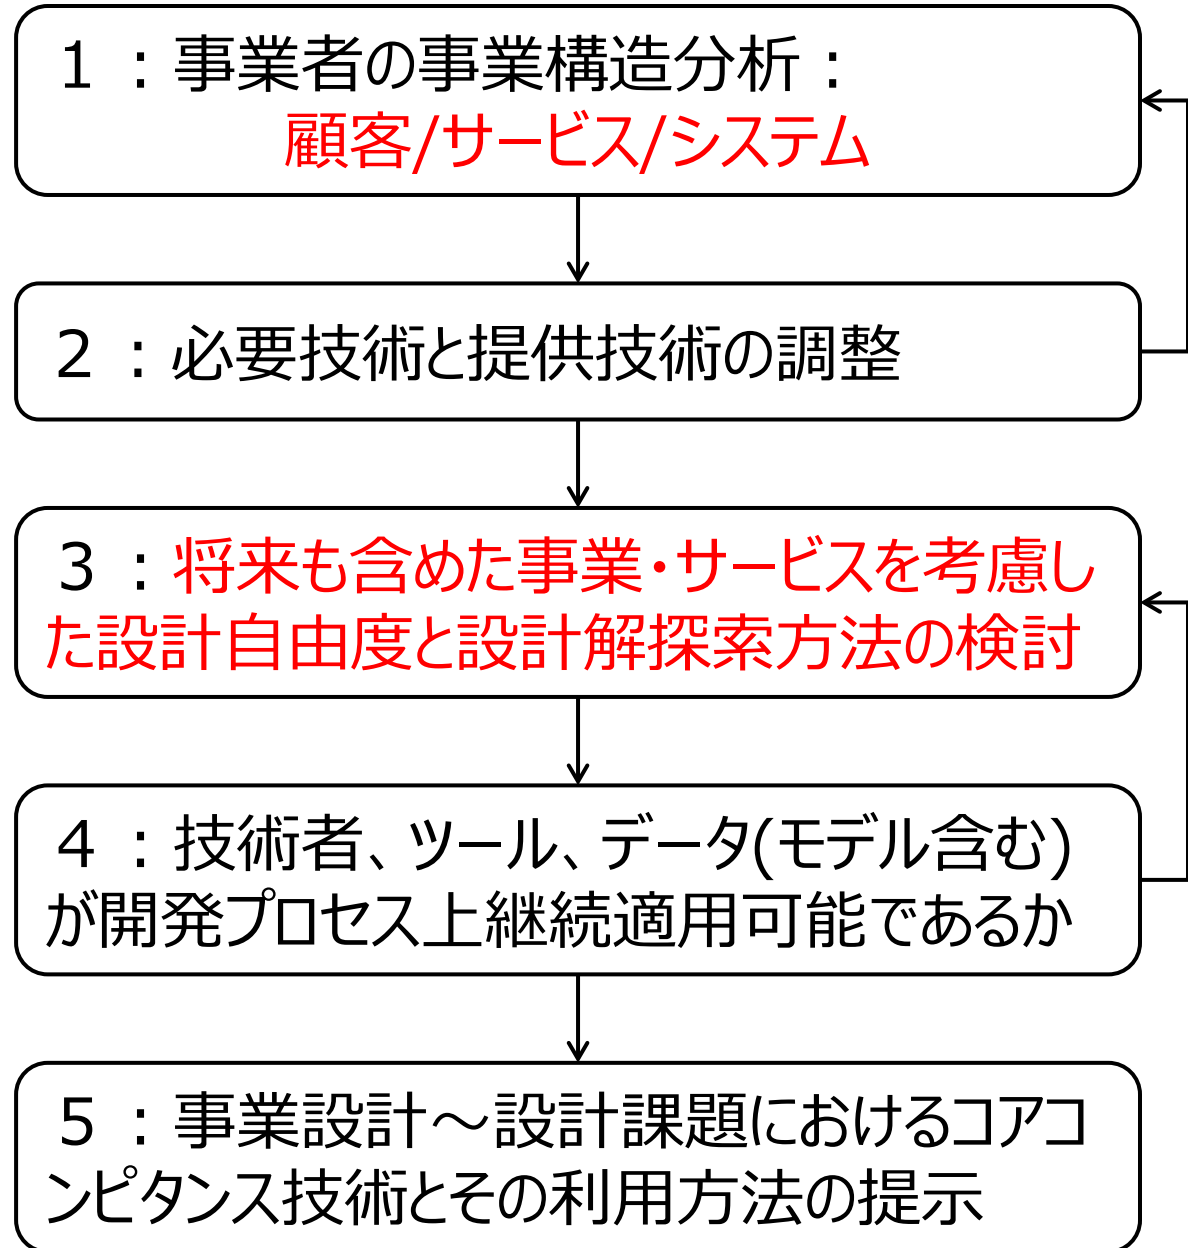 １：事業者の事業構造分析：
顧客/サービス/システム
２：必要技術と提供技術の調整
３：将来も含めた事業・サービスを考慮し
た設計自由度と設計解探索方法の検討
４：技術者、ツール、データ(モデル含む)
が開発プロセス上継続適用可能であるか
５：事業設計～設計課題におけるコアコ
ンピタンス技術とその利用方法の提示